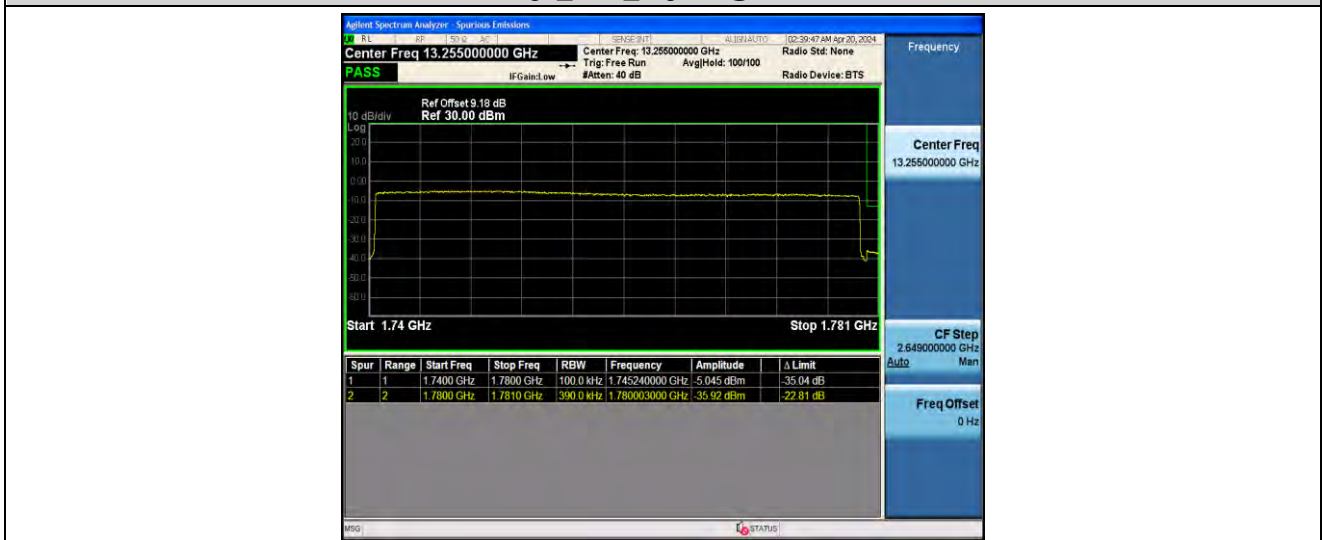 Agilent Spectrum Analyzer - Spurious Emissions
RL RF 50 Ω AC SENSE:INT ALIGNAUTO 02:39:47 AM Apr 20, 2024
Center Freq 13.255000000 GHz
Center Freq: 13.255000000 GHz
Radio Std: None
Trig: Free Run
Avg|Hold: 100/100
PASS
IFGain:Low
#Atten: 40 dB
Radio Device: BTS
Frequency
Ref Offset 9.18 dB
10 dB/div
Ref 30.00 dBm
Log
20.0
10.0
0.00
-10.0
-20.0
-30.0
-40.0
-50.0
-60.0
Start 1.74 GHz
Stop 1.781 GHz
Center Freq
13.255000000 GHz
CF Step
2.649000000 GHz
Auto Man
Freq Offset
0 Hz
Spur Range Start Freq Stop Freq RBW Frequency Amplitude Δ Limit
1 1 1.7400 GHz 1.7800 GHz 100.0 kHz 1.745240000 GHz -5.045 dBm -35.04 dB
2 2 1.7800 GHz 1.7810 GHz 390.0 kHz 1.780003000 GHz -35.92 dBm -22.81 dB
MSG
STATUS